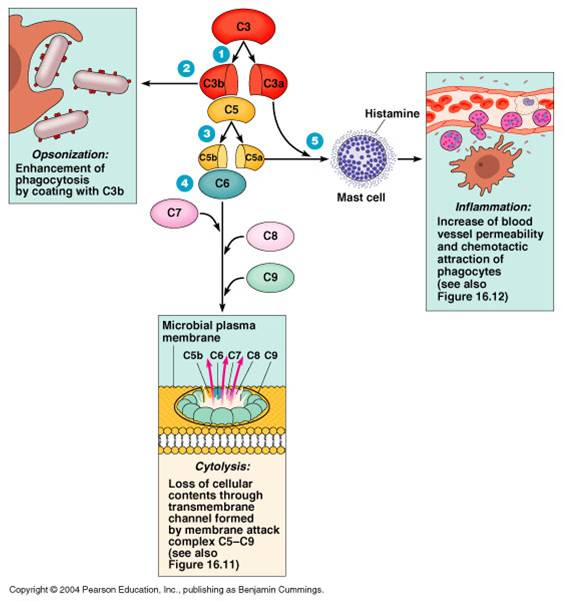 C3
1
2
C3b
C3a
C5
3
C5b
C5a
4
C6
C7
C8
C9
5
Histamine
Mast cell
Opsonization:
Enhancement of
phagocytosis
by coating with C3b
Inflammation:
Increase of blood
vessel permeability
and chemotactic
attraction of
phagocytes
(see also
Figure 16.12)
Microbial plasma
membrane
C5b C6 C7 C8 C9
Cytolysis:
Loss of cellular
contents through
transmembrane
channel formed
by membrane attack
complex C5–C9
(see also
Figure 16.11)
Copyright © 2004 Pearson Education, Inc., publishing as Benjamin Cummings.